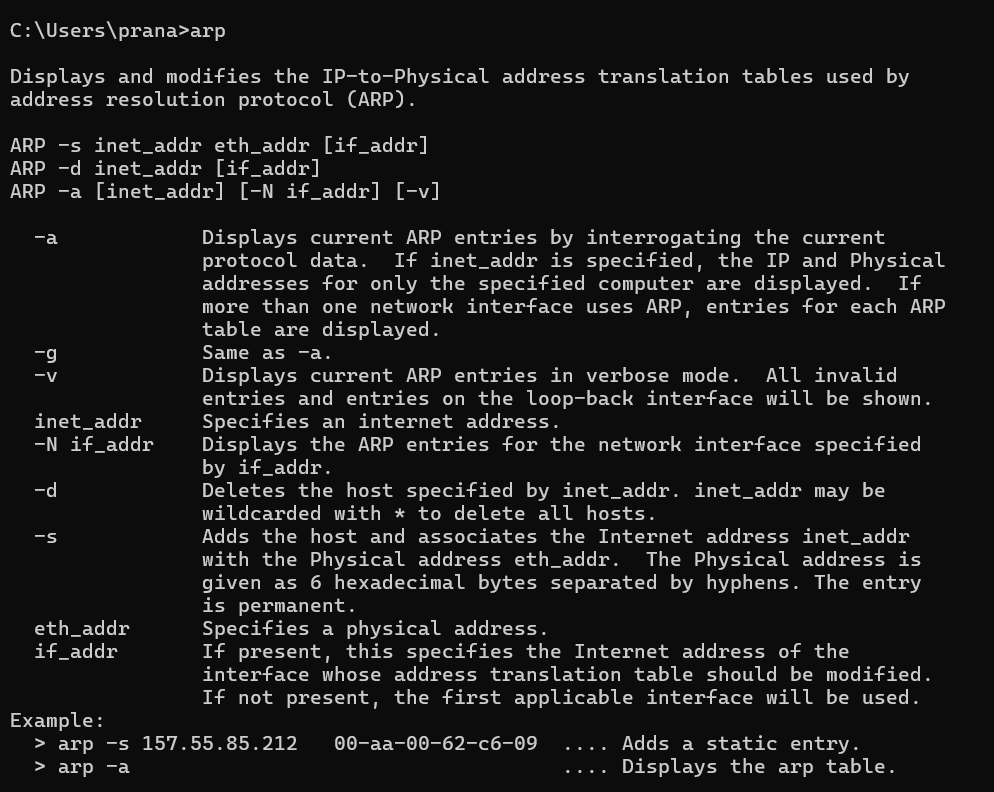 C:\Users\prana>arp
Displays and modifies the IP-to-Physical address translation tables used by
address resolution protocol (ARP).
ARP -s inet_addr eth_addr [if_addr]
ARP -d inet_addr [if_addr]
ARP -a [inet_addr] [-N if_addr] [-v]
-a            Displays current ARP entries by interrogating the current
protocol data.  If inet_addr is specified, the IP and Physical
addresses for only the specified computer are displayed.  If
more than one network interface uses ARP, entries for each ARP
table are displayed.
-g            Same as -a.
-v            Displays current ARP entries in verbose mode.  All invalid
entries and entries on the loop-back interface will be shown.
inet_addr     Specifies an internet address.
-N if_addr    Displays the ARP entries for the network interface specified
by if_addr.
-d            Deletes the host specified by inet_addr. inet_addr may be
wildcarded with * to delete all hosts.
-s            Adds the host and associates the Internet address inet_addr
with the Physical address eth_addr.  The Physical address is
given as 6 hexadecimal bytes separated by hyphens. The entry
is permanent.
eth_addr      Specifies a physical address.
if_addr       If present, this specifies the Internet address of the
interface whose address translation table should be modified.
If not present, the first applicable interface will be used.
Example:
> arp -s 157.55.85.212   00-aa-00-62-c6-09  .... Adds a static entry.
> arp -a                                    .... Displays the arp table.